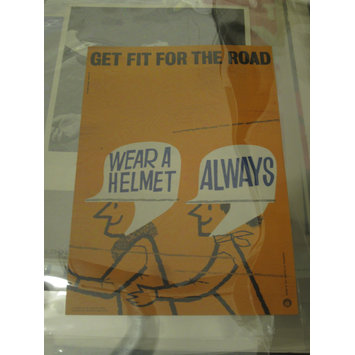 GET FIT FOR THE ROAD
WEAR A
HELMET
ALWAYS